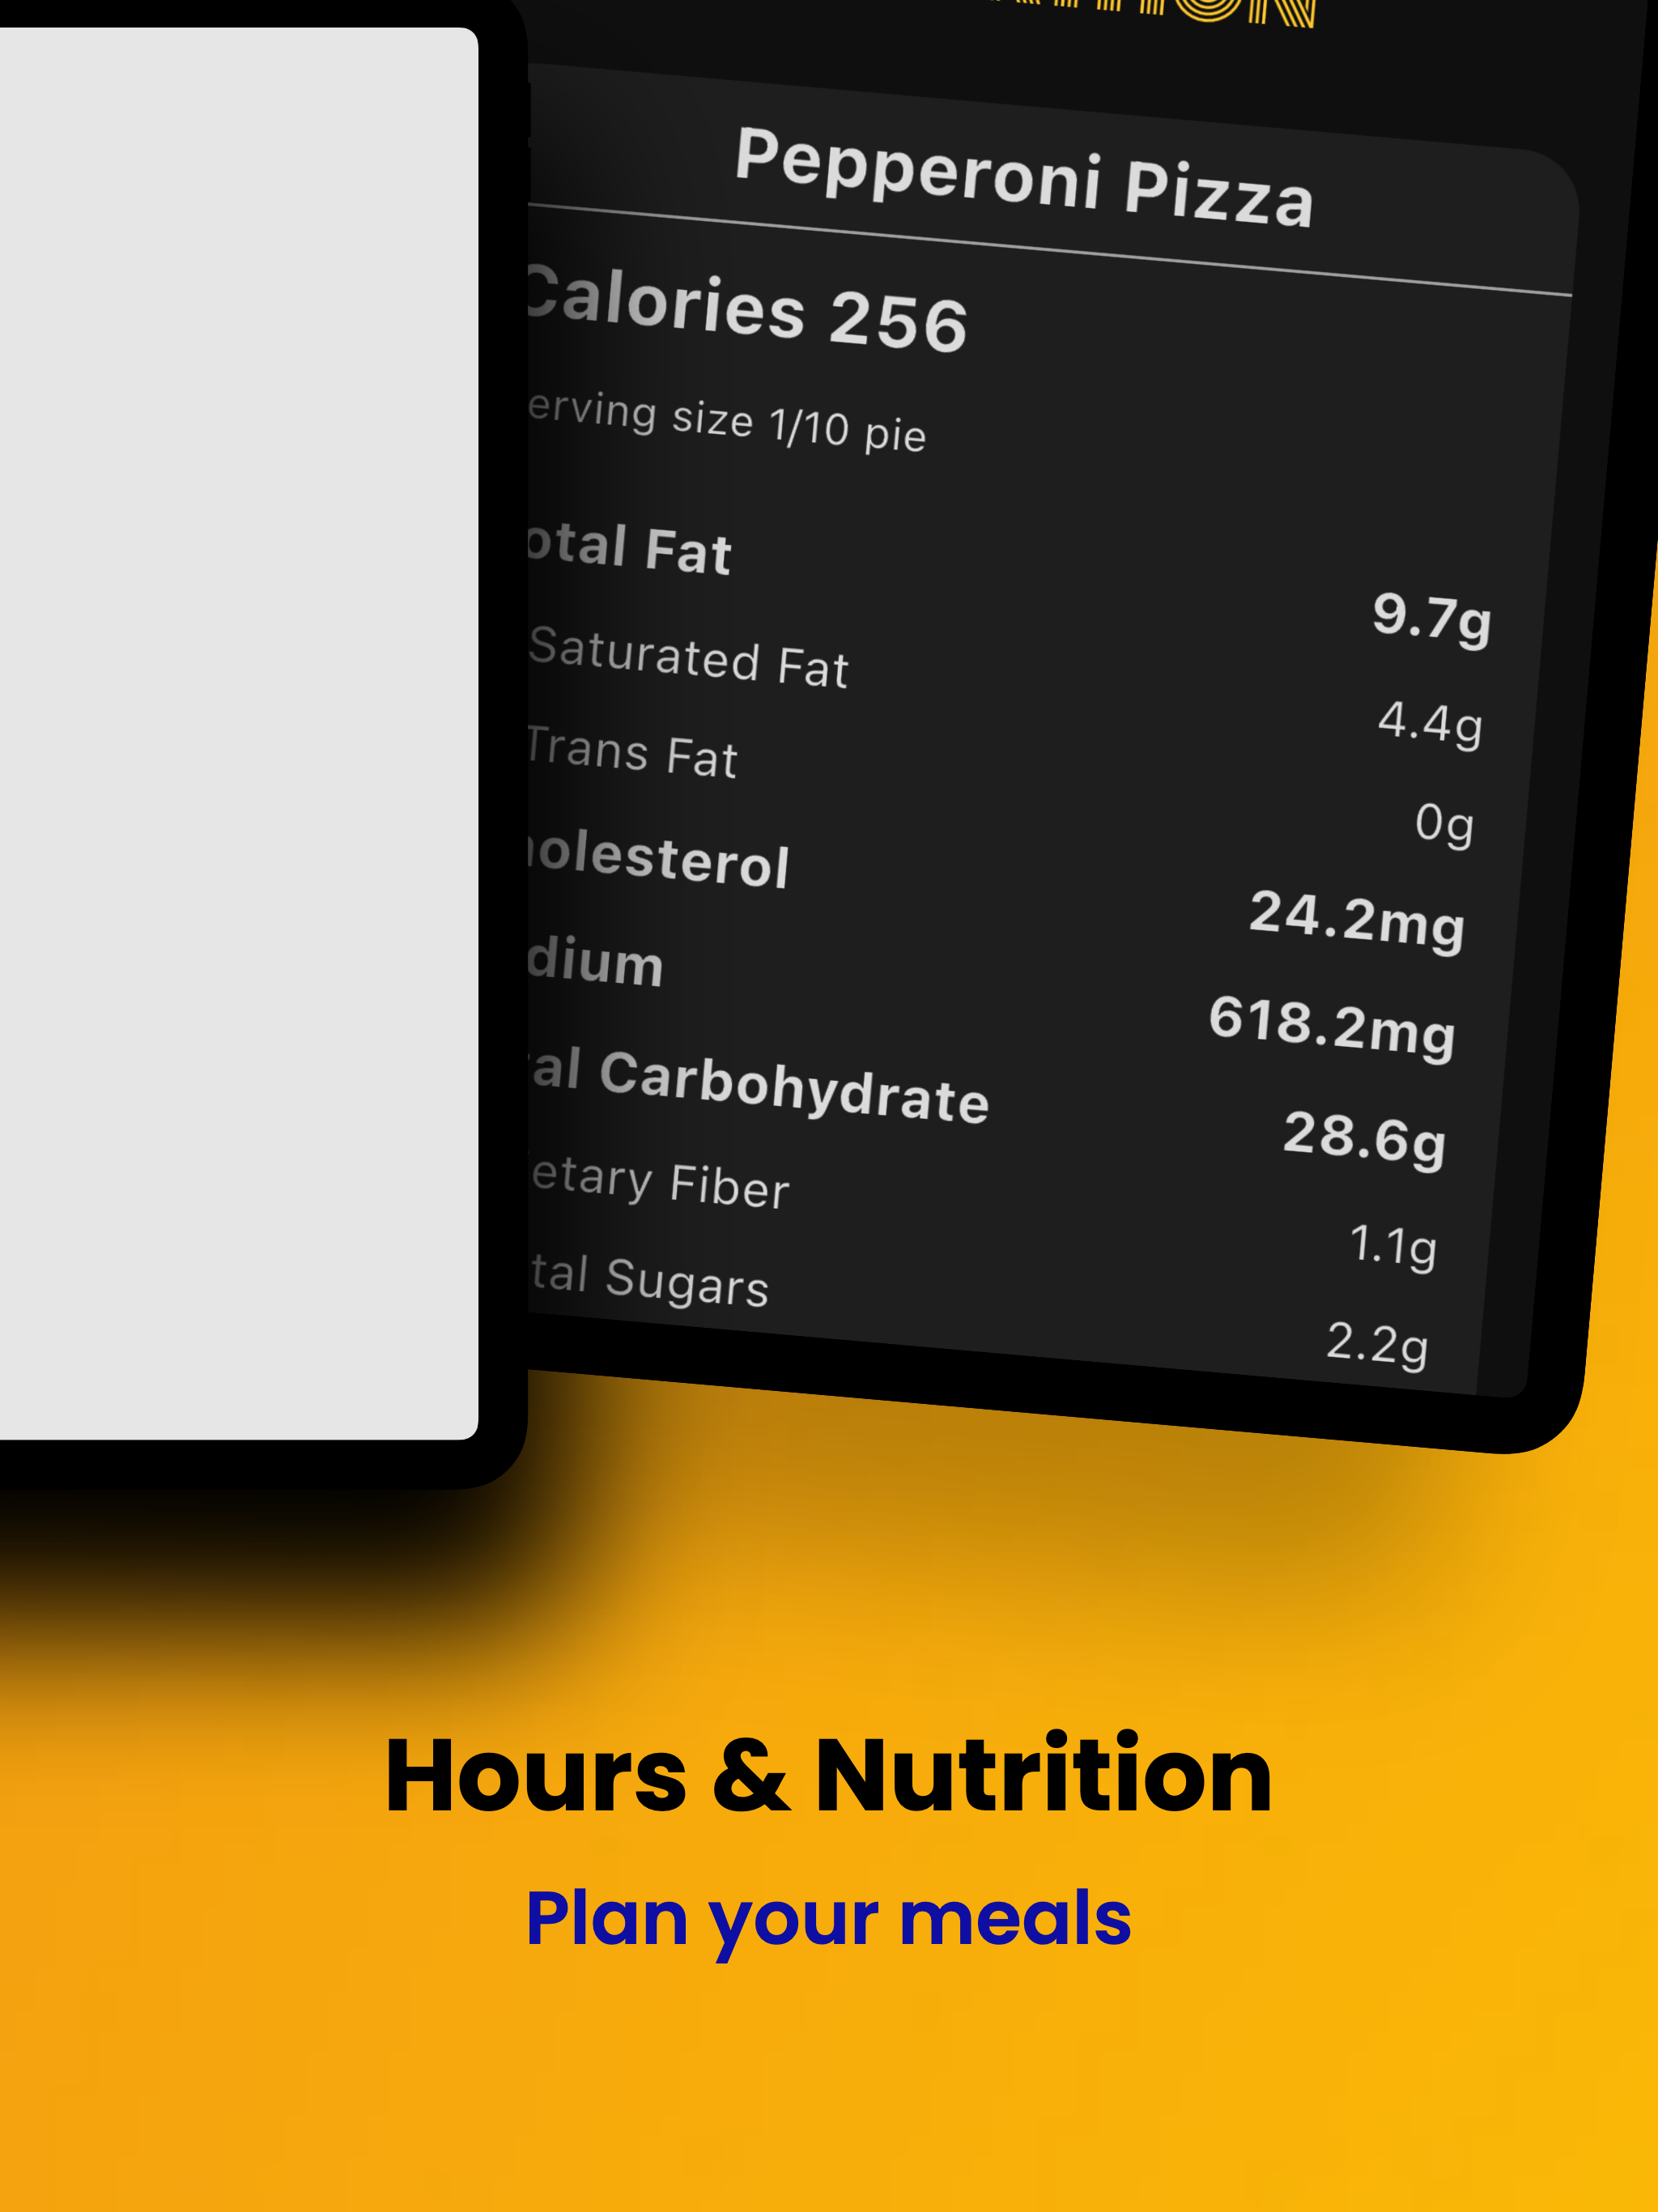 Pepperoni Pizza
Calories 256
erving size 1/10 pie
otal Fat 9.7g
Saturated Fat 4.4g
Trans Fat 0g
holesterol 24.2mg
dium 618.2mg
al Carbohydrate 28.6g
etary Fiber 1.1g
tal Sugars 2.2g
Hours & Nutrition
Plan your meals